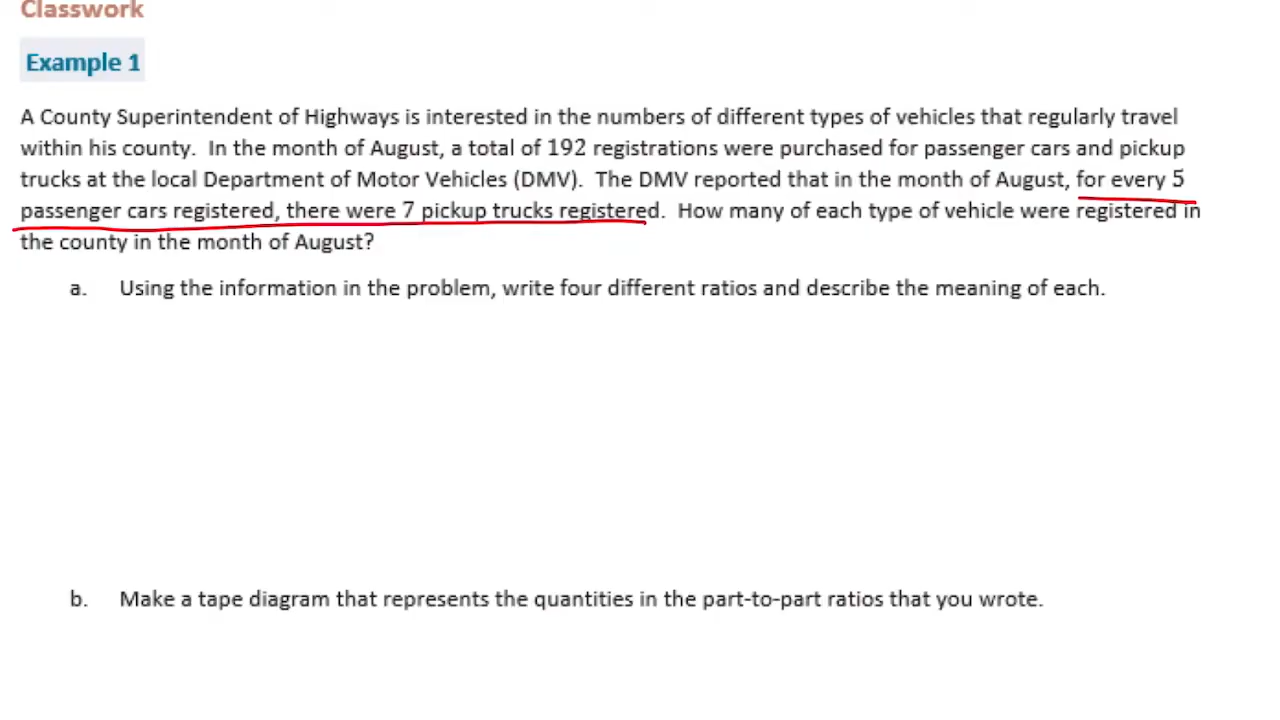 Classwork
Example 1
A County Superintendent of Highways is interested in the numbers of different types of vehicles that regularly travel
within his county.  In the month of August, a total of 192 registrations were purchased for passenger cars and pickup
trucks at the local Department of Motor Vehicles (DMV).  The DMV reported that in the month of August, for every 5
passenger cars registered, there were 7 pickup trucks registered.  How many of each type of vehicle were registered in
the county in the month of August?
a. Using the information in the problem, write four different ratios and describe the meaning of each.
b. Make a tape diagram that represents the quantities in the part-to-part ratios that you wrote.